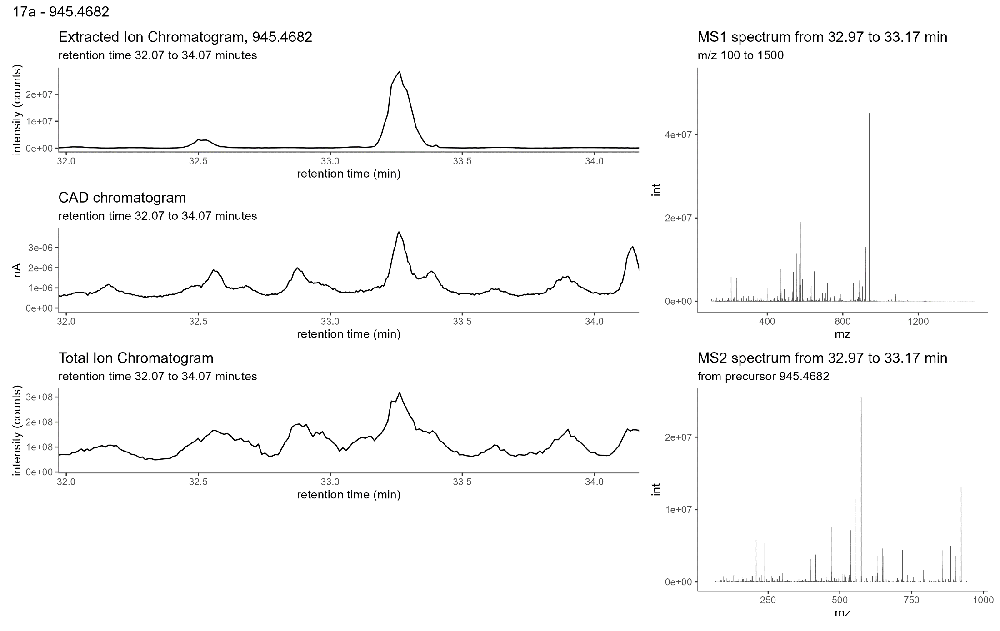 17a - 945.4682
Extracted Ion Chromatogram, 945.4682
retention time 32.07 to 34.07 minutes
intensity (counts)
2e+07
1e+07
0e+00
32.0 32.5 33.0 33.5 34.0
retention time (min)
CAD chromatogram
retention time 32.07 to 34.07 minutes
nA
3e-06
2e-06
1e-06
0e+00
32.0 32.5 33.0 33.5 34.0
retention time (min)
Total Ion Chromatogram
retention time 32.07 to 34.07 minutes
intensity (counts)
3e+08
2e+08
1e+08
0e+00
32.0 32.5 33.0 33.5 34.0
retention time (min)
MS1 spectrum from 32.97 to 33.17 min
m/z 100 to 1500
int
4e+07
2e+07
0e+00
400 800 1200
mz
MS2 spectrum from 32.97 to 33.17 min
from precursor 945.4682
int
2e+07
1e+07
0e+00
250 500 750 1000
mz